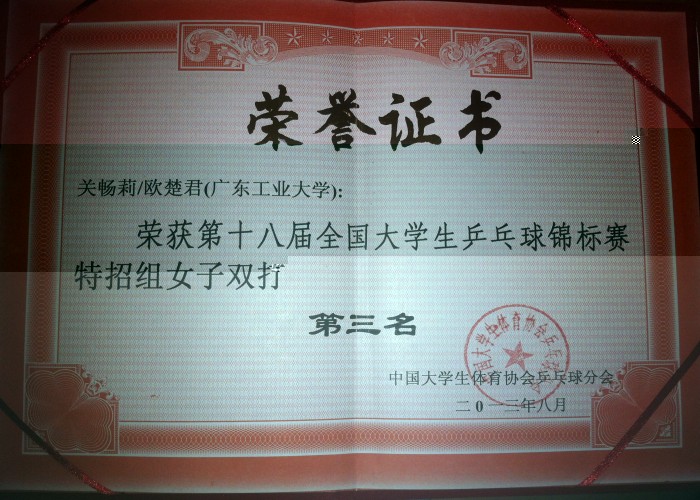 荣誉证书
关畅莉/欧楚君(广东工业大学):
荣获第十八届全国大学生乒乓球锦标赛
特招组女子双打
第三名
中国大学生体育协会乒乓球分会
二0一三年八月